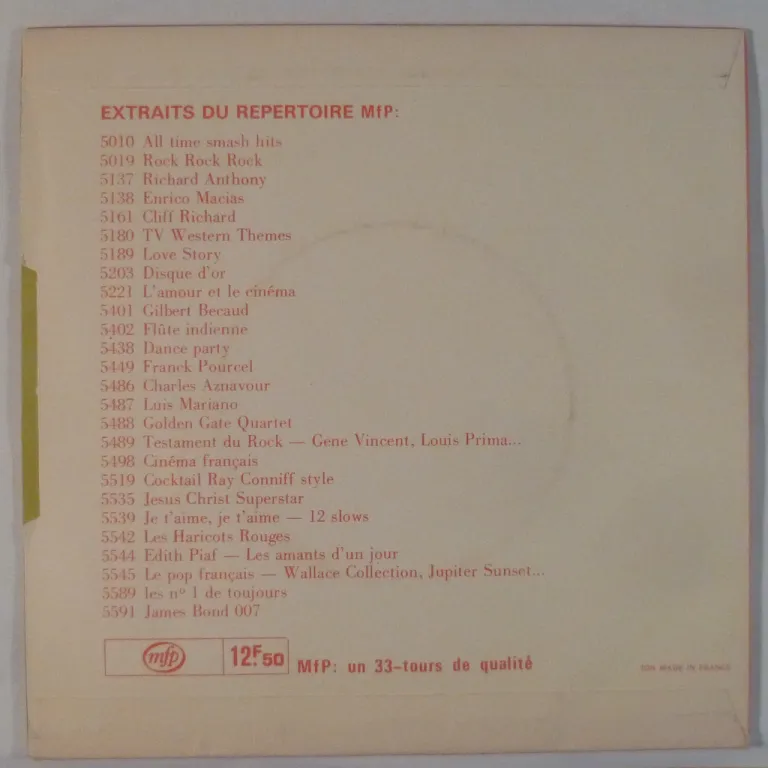 EXTRAITS DU REPERTOIRE MfP:
5010 All time smash hits
5019 Rock Rock Rock
5137 Richard Anthony
5138 Enrico Macias
5161 Cliff Richard
5180 TV Western Themes
5189 Love Story
5203 Disque d'or
5221 L'amour et le cinéma
5401 Gilbert Becaud
5402 Flûte indienne
5438 Dance party
5449 Franck Pourcel
5486 Charles Aznavour
5487 Luis Mariano
5488 Golden Gate Quartet
5489 Testament du Rock — Gene Vincent, Louis Prima...
5498 Cinéma français
5519 Cocktail Ray Conniff style
5535 Jesus Christ Superstar
5539 Je t'aime, je t'aime — 12 slows
5542 Les Haricots Rouges
5544 Edith Piaf — Les amants d'un jour
5545 Le pop français — Wallace Collection, Jupiter Sunset...
5589 les nº 1 de toujours
5591 James Bond 007
mfp 12F.50 MfP: un 33-tours de qualité
MADE IN FRANCE